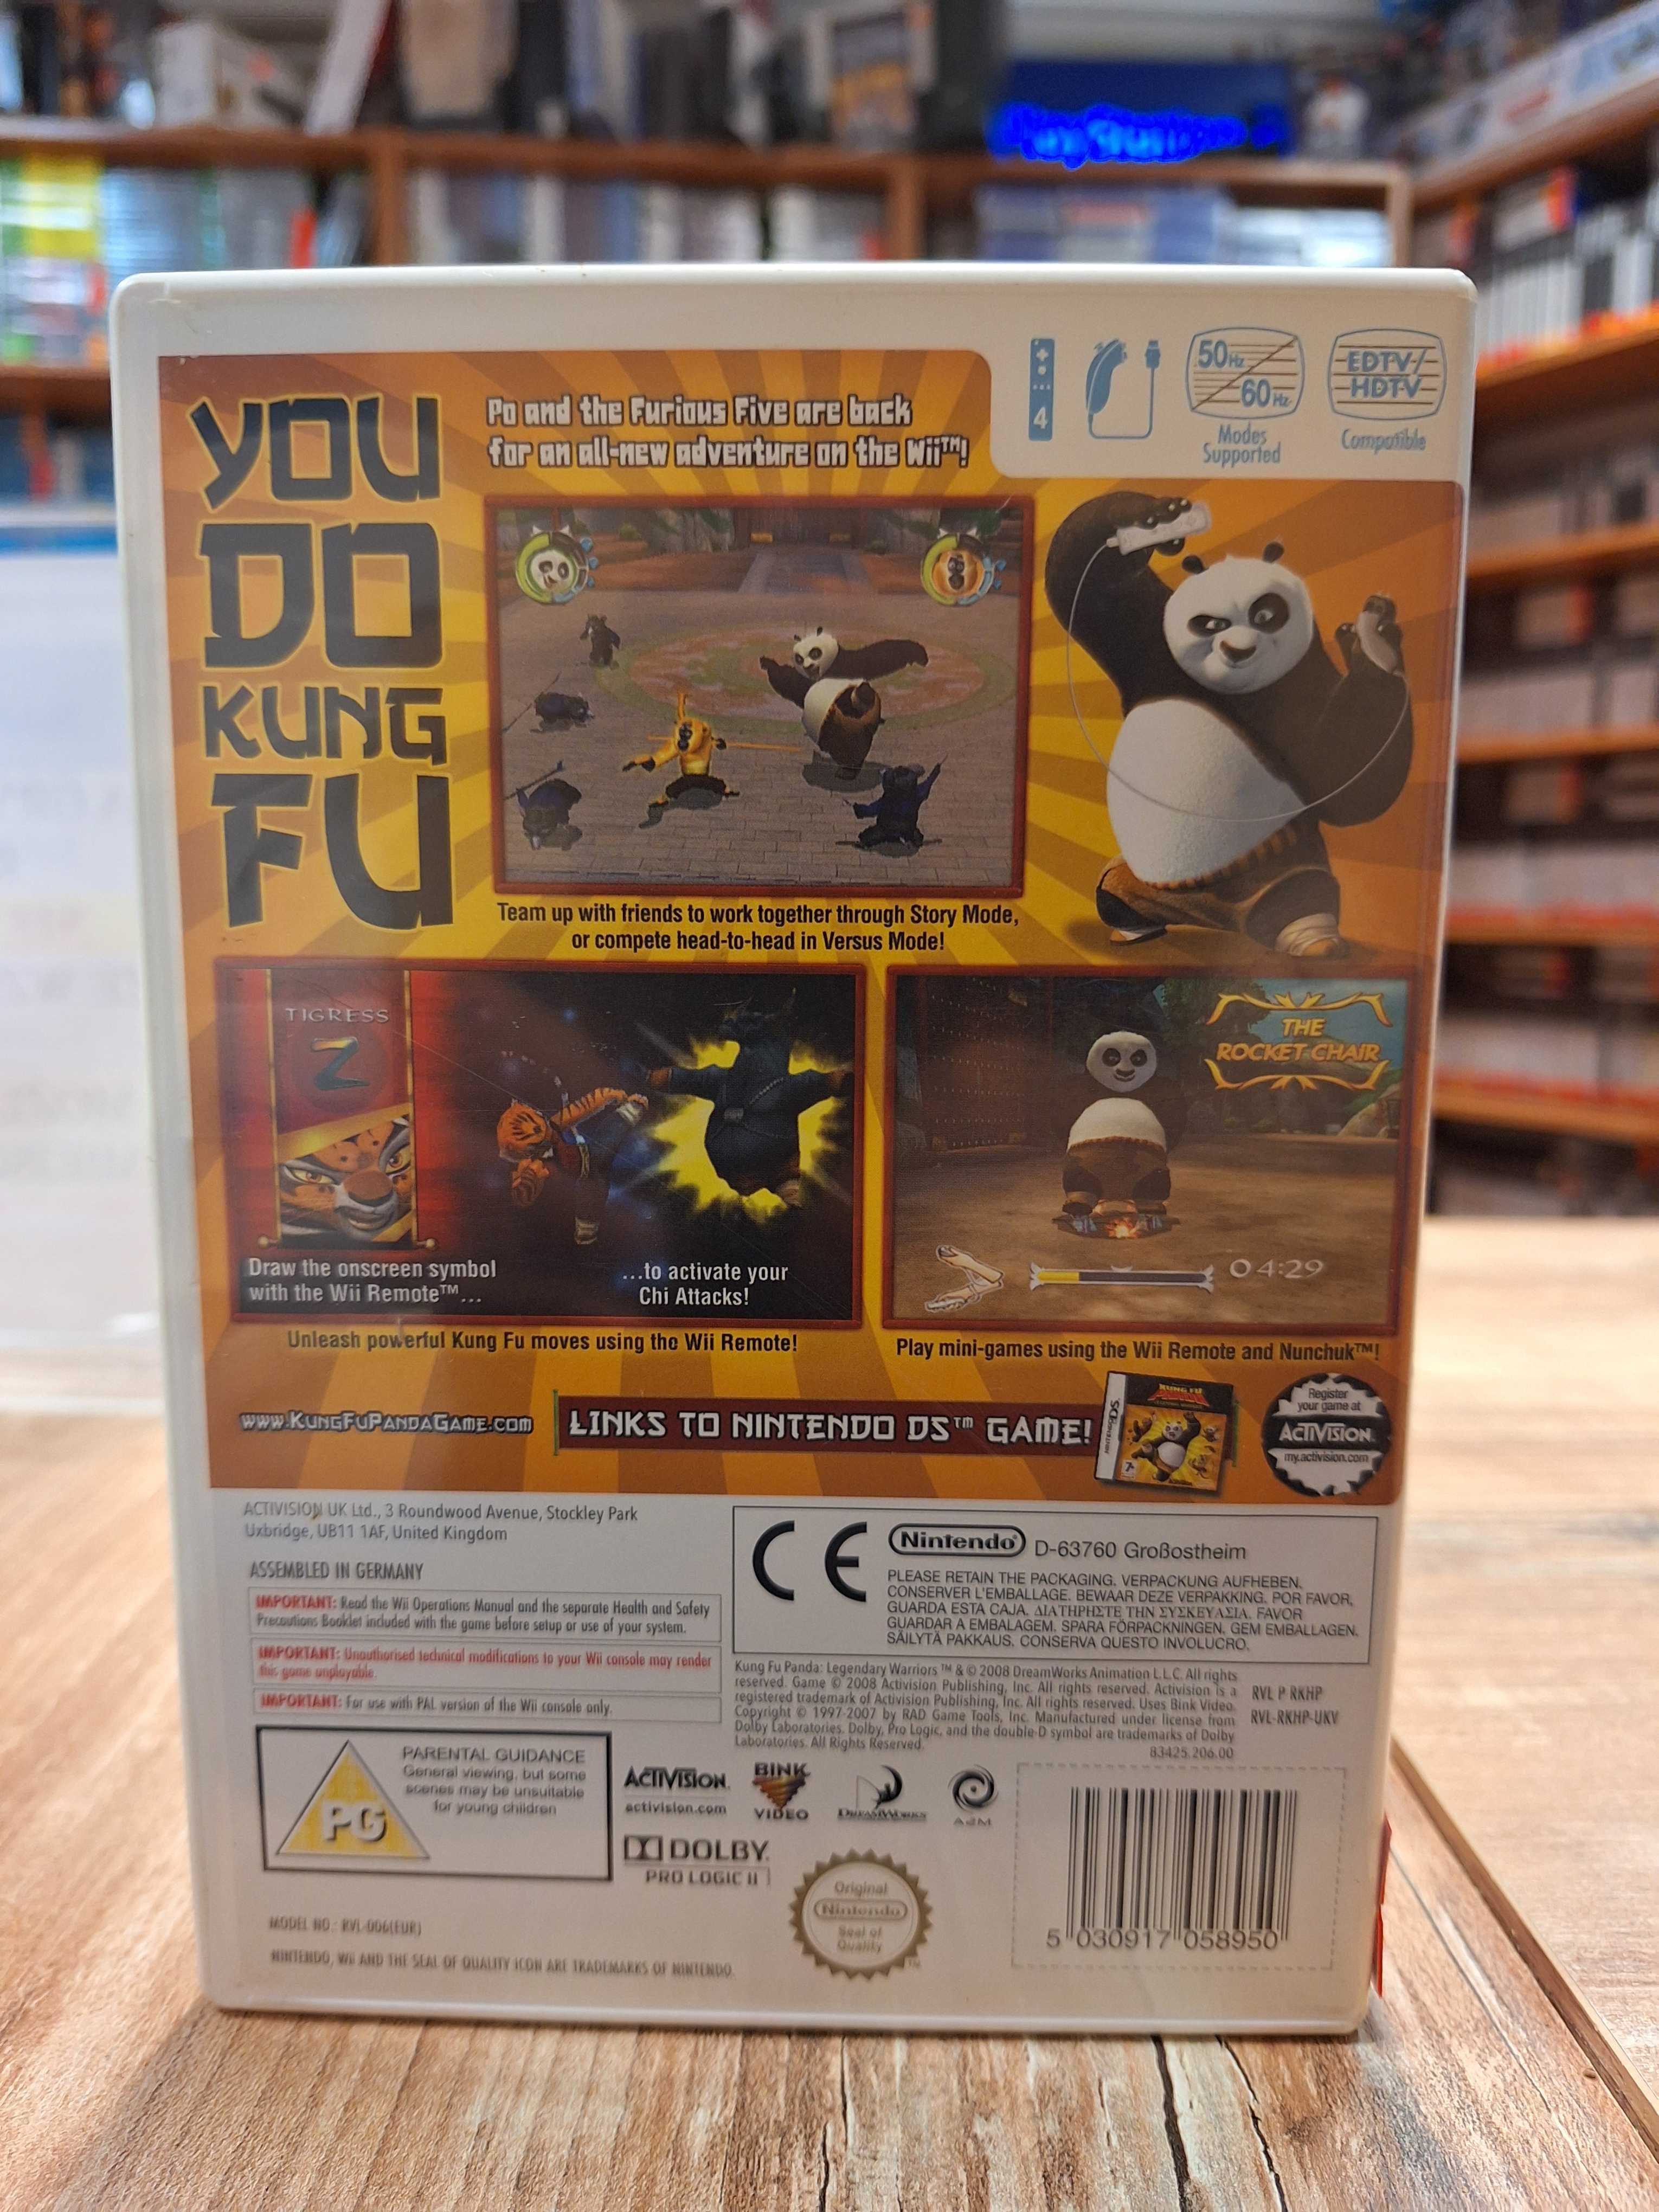 50Hz
60Hz
Modes
Supported
EDTV/
HDTV
Compatible
4
YOU
DO
KUNG
FU
Po and the Furious Five are back
for an all-new adventure on the Wii™!
Team up with friends to work together through Story Mode,
or compete head-to-head in Versus Mode!
TIGRESS
Draw the onscreen symbol
with the Wii Remote™...
...to activate your
Chi Attacks!
Unleash powerful Kung Fu moves using the Wii Remote!
THE
ROCKET CHAIR
04:29
Play mini-games using the Wii Remote and Nunchuk™!
www.KungFuPandaGame.com
LINKS TO NINTENDO DS™ GAME!
Register
your game at
ACTIVISION.
my.activision.com
ACTIVISION UK Ltd., 3 Roundwood Avenue, Stockley Park
Uxbridge, UB11 1AF, United Kingdom
ASSEMBLED IN GERMANY
IMPORTANT: Read the Wii Operations Manual and the separate Health and Safety
Precautions Booklet included with the game before setup or use of your system.
IMPORTANT: Unauthorised technical modifications to your Wii console may render
this game unplayable.
IMPORTANT: For use with PAL version of the Wii console only.
CE
Nintendo® D-63760 Großostheim
PLEASE RETAIN THE PACKAGING. VERPACKUNG AUFHEBEN.
CONSERVER L'EMBALLAGE. BEWAAR DEZE VERPAKKING. POR FAVOR,
GUARDA ESTA CAJA. ΔΙΑΤΗΡΗΣΤΕ ΤΗΝ ΣΥΣΚΕΥΑΣΙΑ. FAVOR
GUARDAR A EMBALAGEM. SPARA FÖRPACKNINGEN. GEM EMBALLAGEN.
SÄILYTÄ PAKKAUS. CONSERVA QUESTO INVOLUCRO.
Kung Fu Panda: Legendary Warriors ™ & © 2008 DreamWorks Animation L.L.C. All rights
reserved. Game © 2008 Activision Publishing, Inc. All rights reserved. Activision is a
registered trademark of Activision Publishing, Inc. All rights reserved. Uses Bink Video.
Copyright © 1997-2007 by RAD Game Tools, Inc. Manufactured under license from
Dolby Laboratories. Dolby, Pro Logic, and the double-D symbol are trademarks of Dolby
Laboratories. All Rights Reserved.
RVL P RKHP
RVL-RKHP-UKV
83425.206.00
PG
PARENTAL GUIDANCE
General viewing, but some
scenes may be unsuitable
for young children
ACTIVISION.
activision.com
BINK
VIDEO
DreamWorks
A2M
DOLBY
PRO LOGIC II
Original
Nintendo
Seal of
Quality
5 030917 058950
MODEL NO.: RVL-006(EUR)
NINTENDO, Wii AND THE SEAL OF QUALITY ICON ARE TRADEMARKS OF NINTENDO.